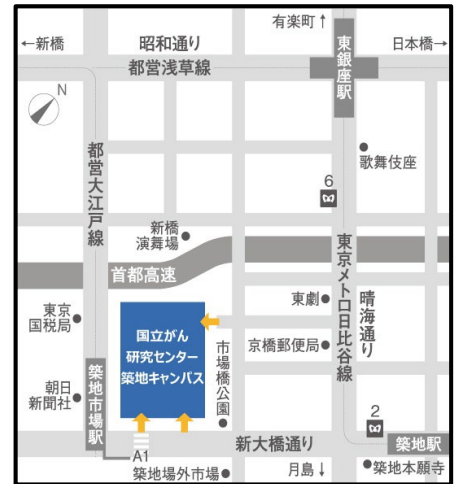 有楽町↑
←新橋
昭和通り
日本橋→
都営浅草線
東銀座駅
N
都営大江戸線
歌舞伎座
6
新橋
演舞場
首都高速
東京メトロ日比谷線
晴海通り
東京
国税局
国立がん
研究センター
築地キャンパス
東劇
市場橋公園
京橋郵便局
朝日
新聞社
築地市場駅
2
新大橋通り
築地駅
A1
築地場外市場
月島↓
築地本願寺